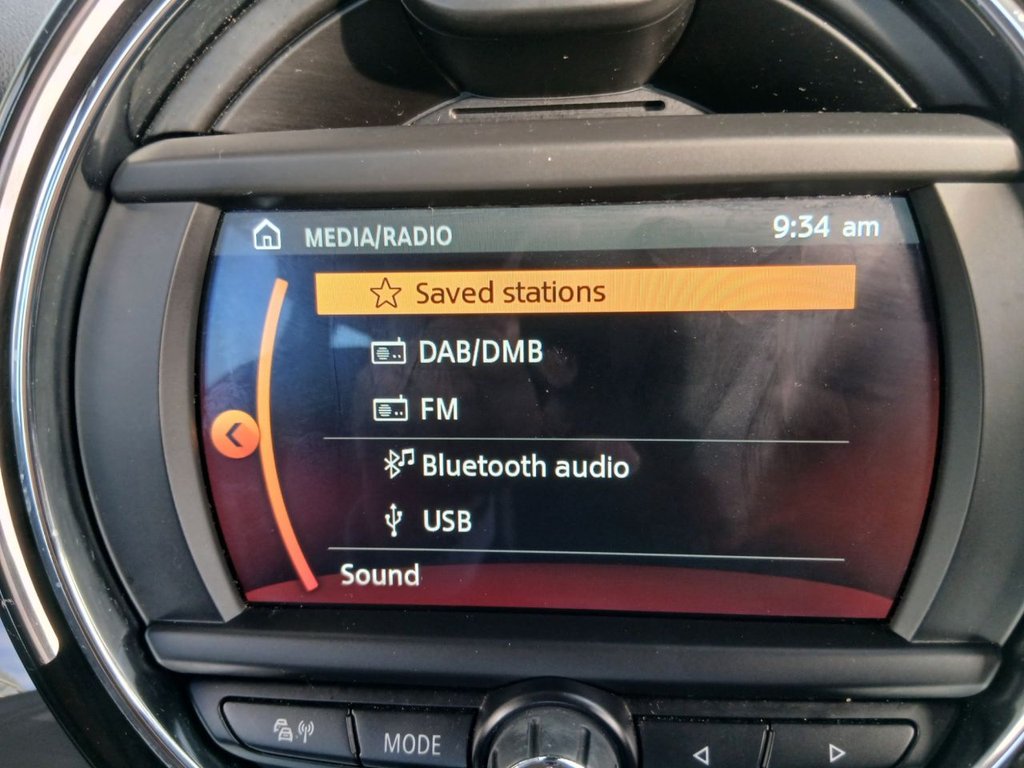 MEDIA/RADIO 9:34 am
Saved stations
DAB/DMB
FM
Bluetooth audio
USB
Sound
MODE